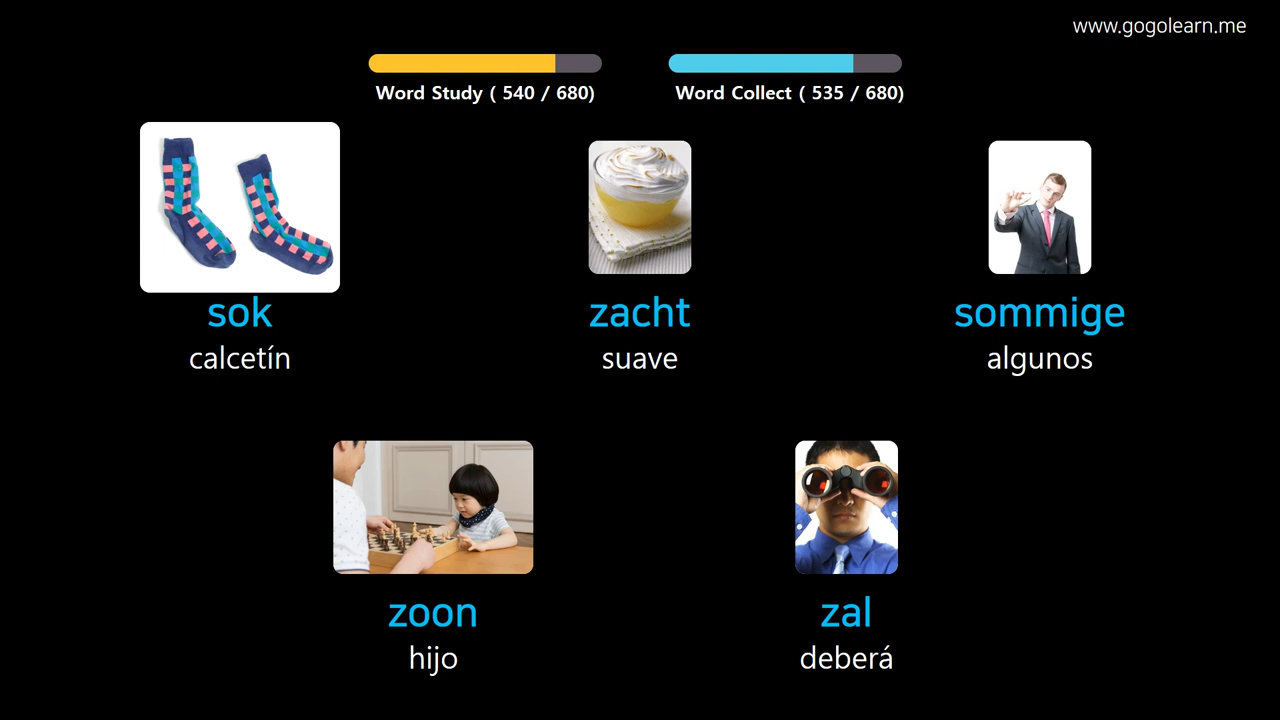 www.gogolearn.me
Word Study ( 540 / 680)
Word Collect ( 535 / 680)
sok
calcetín
zacht
suave
sommige
algunos
zoon
hijo
zal
deberá